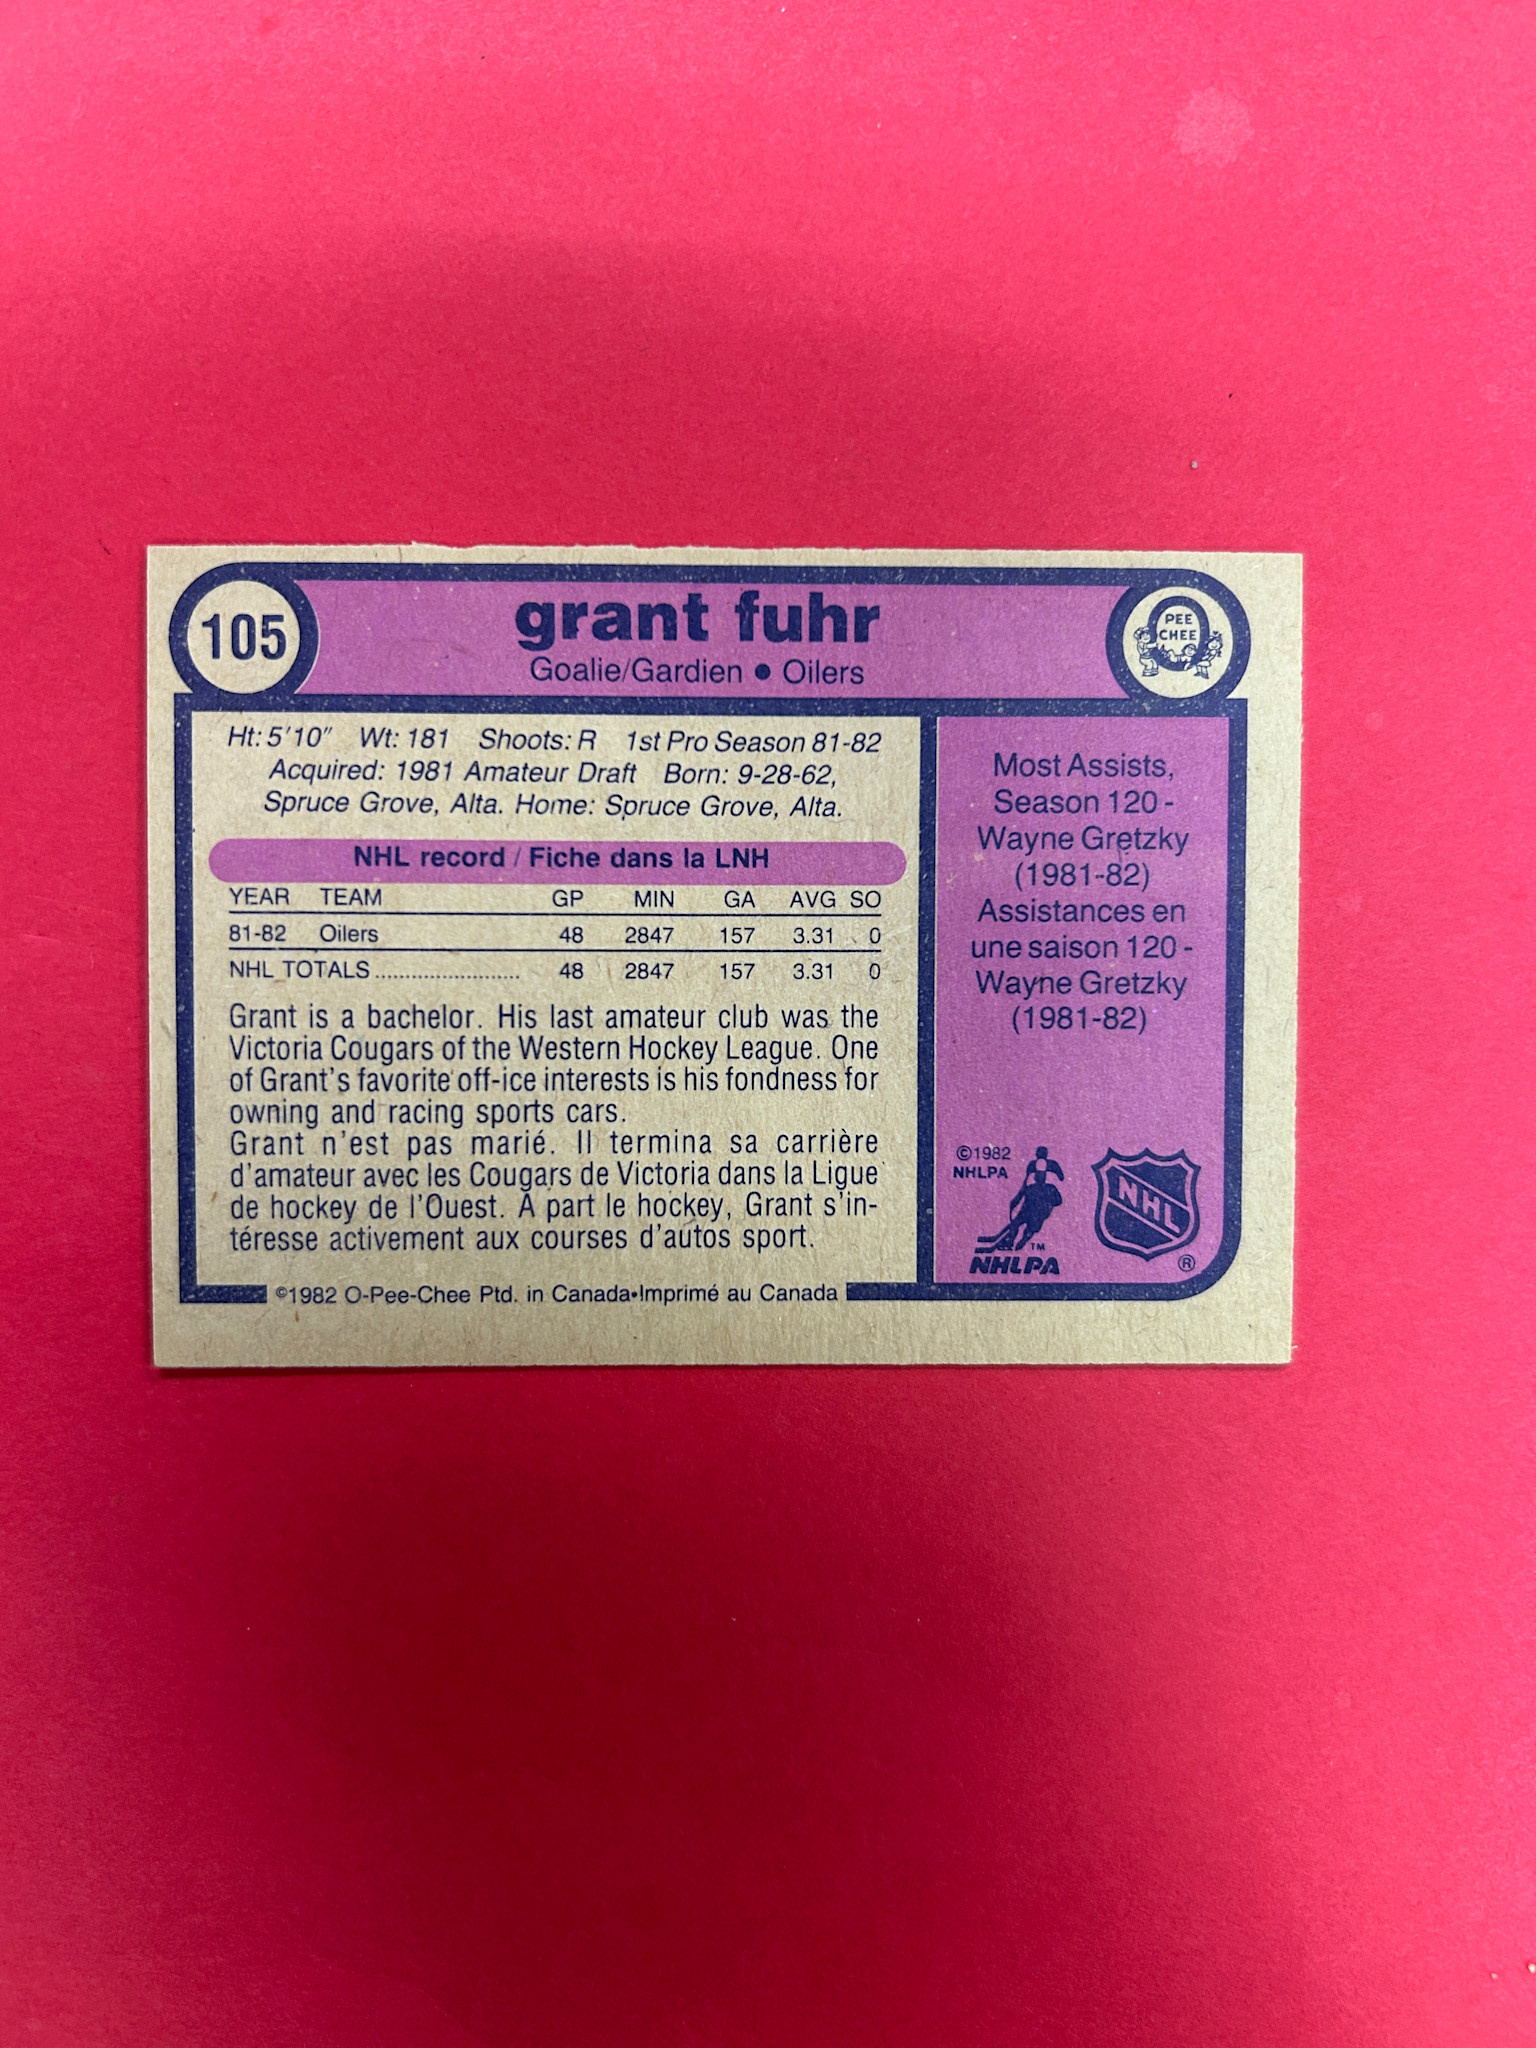 105
grant fuhr
Goalie/Gardien • Oilers
O
PEE
CHEE
Ht: 5'10" Wt: 181 Shoots: R 1st Pro Season 81-82
Acquired: 1981 Amateur Draft Born: 9-28-62,
Spruce Grove, Alta. Home: Spruce Grove, Alta.
NHL record / Fiche dans la LNH
YEAR TEAM GP MIN GA AVG SO
81-82 Oilers 48 2847 157 3.31 0
NHL TOTALS........................ 48 2847 157 3.31 0
Grant is a bachelor. His last amateur club was the
Victoria Cougars of the Western Hockey League. One
of Grant's favorite off-ice interests is his fondness for
owning and racing sports cars.
Grant n'est pas marié. Il termina sa carrière
d'amateur avec les Cougars de Victoria dans la Ligue
de hockey de l'Ouest. A part le hockey, Grant s'in-
téresse activement aux courses d'autos sport.
Most Assists,
Season 120 -
Wayne Gretzky
(1981-82)
Assistances en
une saison 120 -
Wayne Gretzky
(1981-82)
©1982
NHLPA
TM
NHLPA
NHL
®
©1982 O-Pee-Chee Ptd. in Canada•Imprimé au Canada